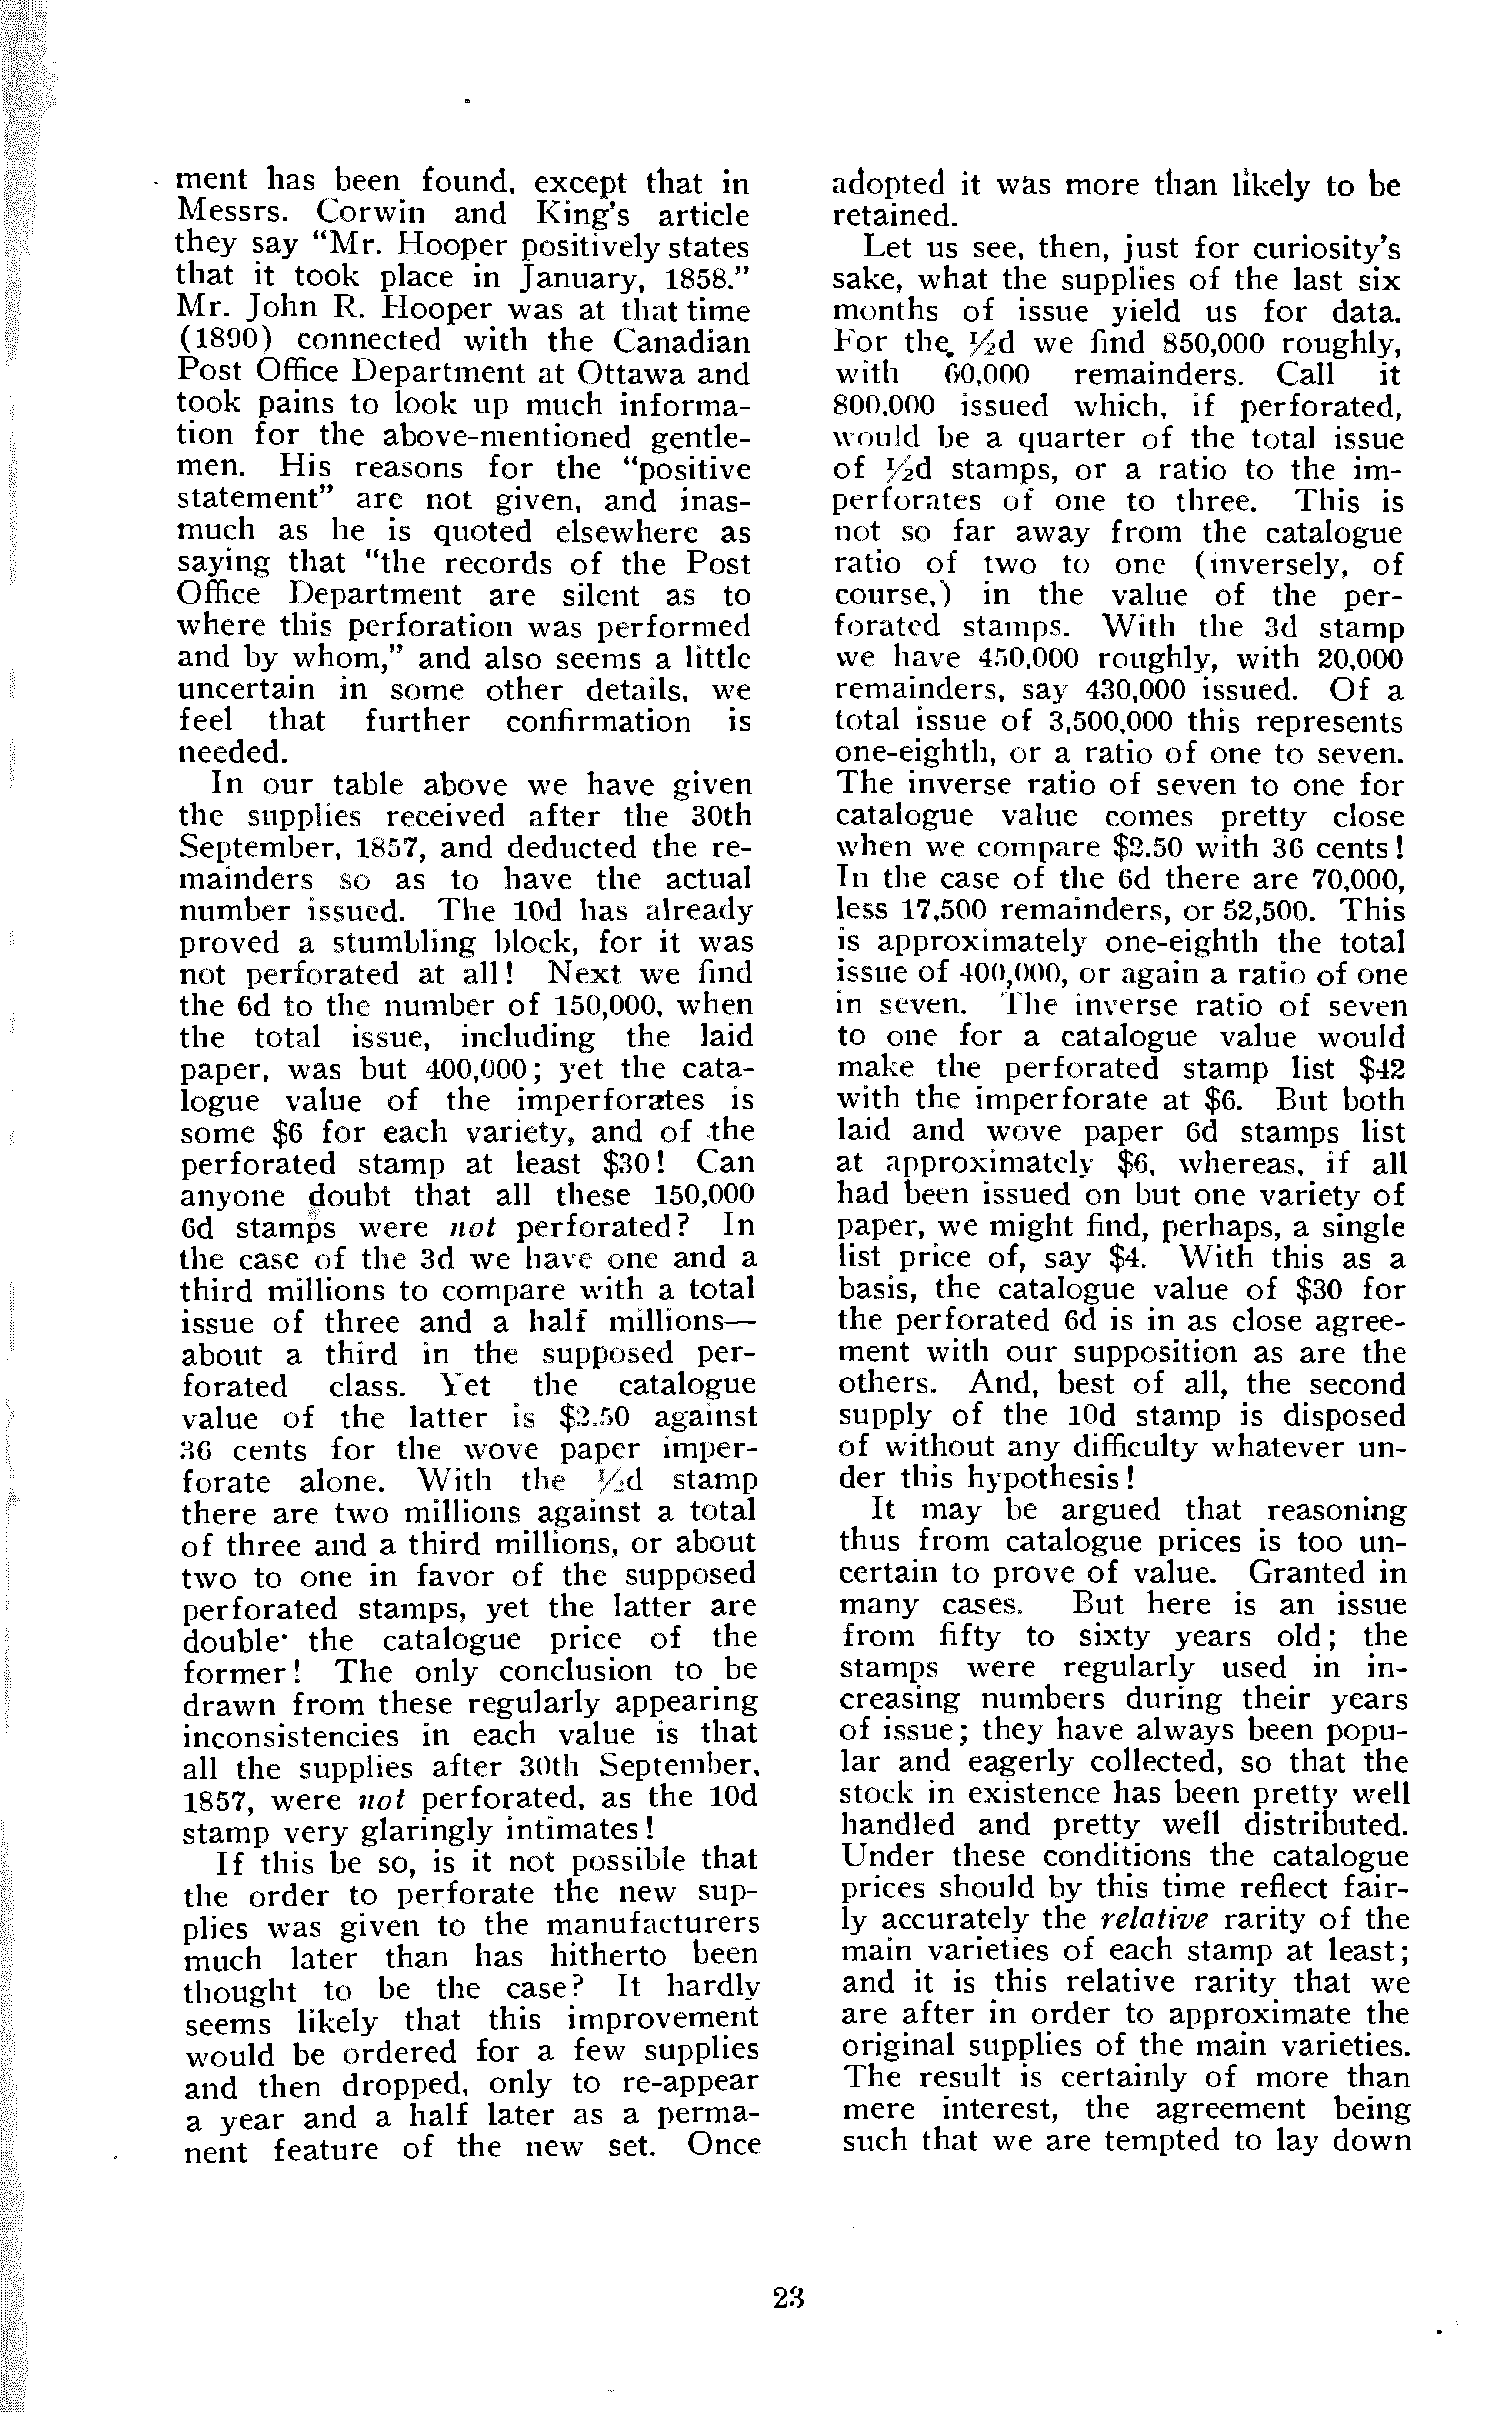 ment has been found, except that in
Messrs. Corwin and King's article
they say "Mr. Hooper positively states
that it took place in January, 1858."
Mr. John R. Hooper was at that time
(1890) connected with the Canadian
Post Office Department at Ottawa and
took pains to look up much informa-
tion for the above-mentioned gentle-
men. His reasons for the "positive
statement" are not given, and inas-
much as he is quoted elsewhere as
saying that "the records of the Post
Office Department are silent as to
where this perforation was performed
and by whom," and also seems a little
uncertain in some other details, we
feel that further confirmation is
needed.
In our table above we have given
the supplies received after the 30th
September, 1857, and deducted the re-
mainders so as to have the actual
number issued. The 10d has already
proved a stumbling block, for it was
not perforated at all! Next we find
the 6d to the number of 150,000, when
the total issue, including the laid
paper, was but 400,000; yet the cata-
logue value of the imperforates is
some $6 for each variety, and of the
perforated stamp at least $30! Can
anyone doubt that all these 150,000
6d stamps were not perforated? In
the case of the 3d we have one and a
third millions to compare with a total
issue of three and a half millions—
about a third in the supposed per-
forated class. Yet the catalogue
value of the latter is $2.50 against
36 cents for the wove paper imper-
forate alone. With the ½d stamp
there are two millions against a total
of three and a third millions, or about
two to one in favor of the supposed
perforated stamps, yet the latter are
double the catalogue price of the
former! The only conclusion to be
drawn from these regularly appearing
inconsistencies in each value is that
all the supplies after 30th September,
1857, were not perforated, as the 10d
stamp very glaringly intimates!
If this be so, is it not possible that
the order to perforate the new sup-
plies was given to the manufacturers
much later than has hitherto been
thought to be the case? It hardly
seems likely that this improvement
would be ordered for a few supplies
and then dropped, only to re-appear
a year and a half later as a perma-
nent feature of the new set. Once
adopted it was more than likely to be
retained.
Let us see, then, just for curiosity's
sake, what the supplies of the last six
months of issue yield us for data.
For the ½d we find 850,000 roughly,
with 60,000 remainders. Call it
800,000 issued which, if perforated,
would be a quarter of the total issue
of ½d stamps, or a ratio to the im-
perforates of one to three. This is
not so far away from the catalogue
ratio of two to one (inversely, of
course,) in the value of the per-
forated stamps. With the 3d stamp
we have 450,000 roughly, with 20,000
remainders, say 430,000 issued. Of a
total issue of 3,500,000 this represents
one-eighth, or a ratio of one to seven.
The inverse ratio of seven to one for
catalogue value comes pretty close
when we compare $2.50 with 36 cents!
In the case of the 6d there are 70,000,
less 17,500 remainders, or 52,500. This
is approximately one-eighth the total
issue of 400,000, or again a ratio of one
in seven. The inverse ratio of seven
to one for a catalogue value would
make the perforated stamp list $42
with the imperforate at $6. But both
laid and wove paper 6d stamps list
at approximately $6, whereas, if all
had been issued on but one variety of
paper, we might find, perhaps, a single
list price of, say $4. With this as a
basis, the catalogue value of $30 for
the perforated 6d is in as close agree-
ment with our supposition as are the
others. And, best of all, the second
supply of the 10d stamp is disposed
of without any difficulty whatever un-
der this hypothesis!
It may be argued that reasoning
thus from catalogue prices is too un-
certain to prove of value. Granted in
many cases. But here is an issue
from fifty to sixty years old; the
stamps were regularly used in in-
creasing numbers during their years
of issue; they have always been popu-
lar and eagerly collected, so that the
stock in existence has been pretty well
handled and pretty well distributed.
Under these conditions the catalogue
prices should by this time reflect fair-
ly accurately the relative rarity of the
main varieties of each stamp at least;
and it is this relative rarity that we
are after in order to approximate the
original supplies of the main varieties.
The result is certainly of more than
mere interest, the agreement being
such that we are tempted to lay down
23